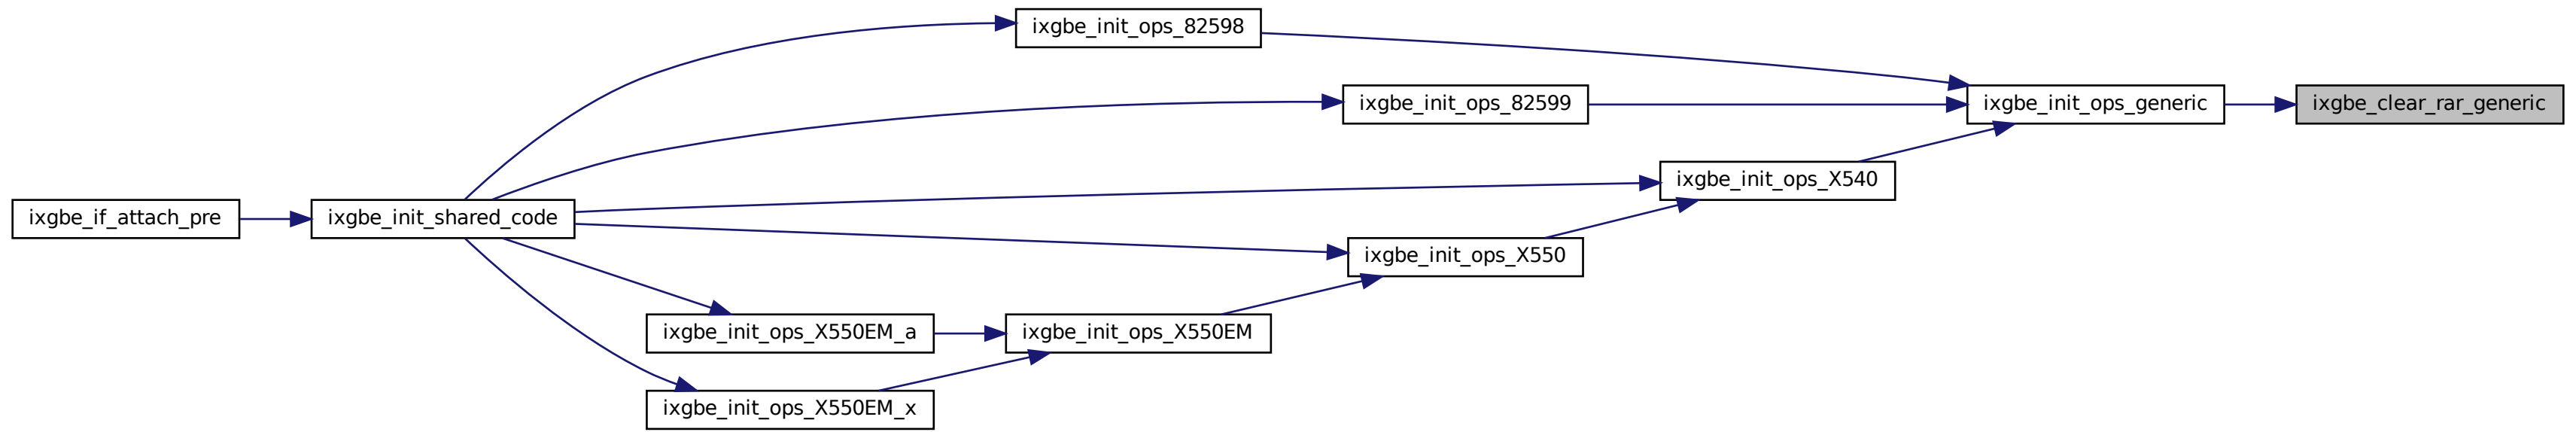 ixgbe_init_ops_82598
ixgbe_init_ops_82599
ixgbe_init_ops_generic
ixgbe_clear_rar_generic
ixgbe_init_ops_X540
ixgbe_if_attach_pre
ixgbe_init_shared_code
ixgbe_init_ops_X550
ixgbe_init_ops_X550EM_a
ixgbe_init_ops_X550EM
ixgbe_init_ops_X550EM_x